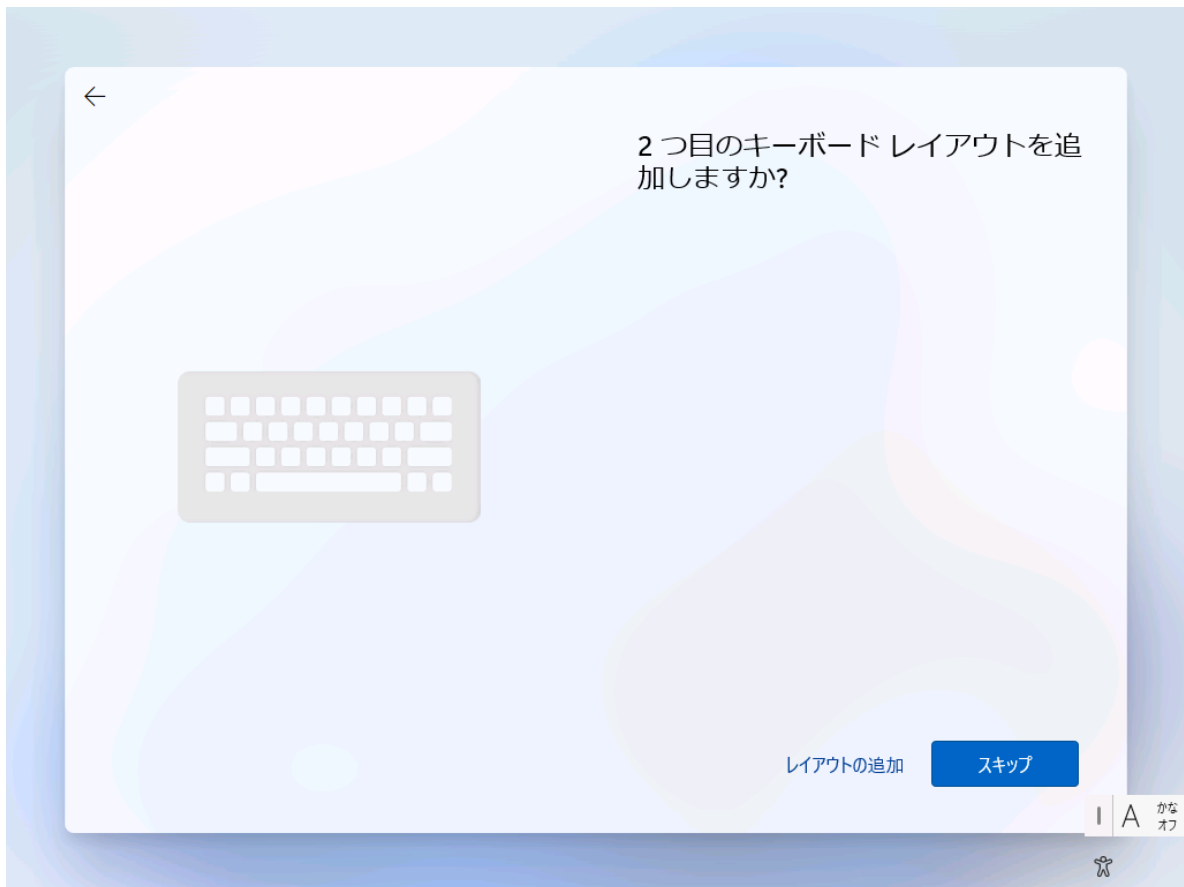 2 つ目のキーボード レイアウトを追
加しますか?
レイアウトの追加
スキップ
A
かな
オフ